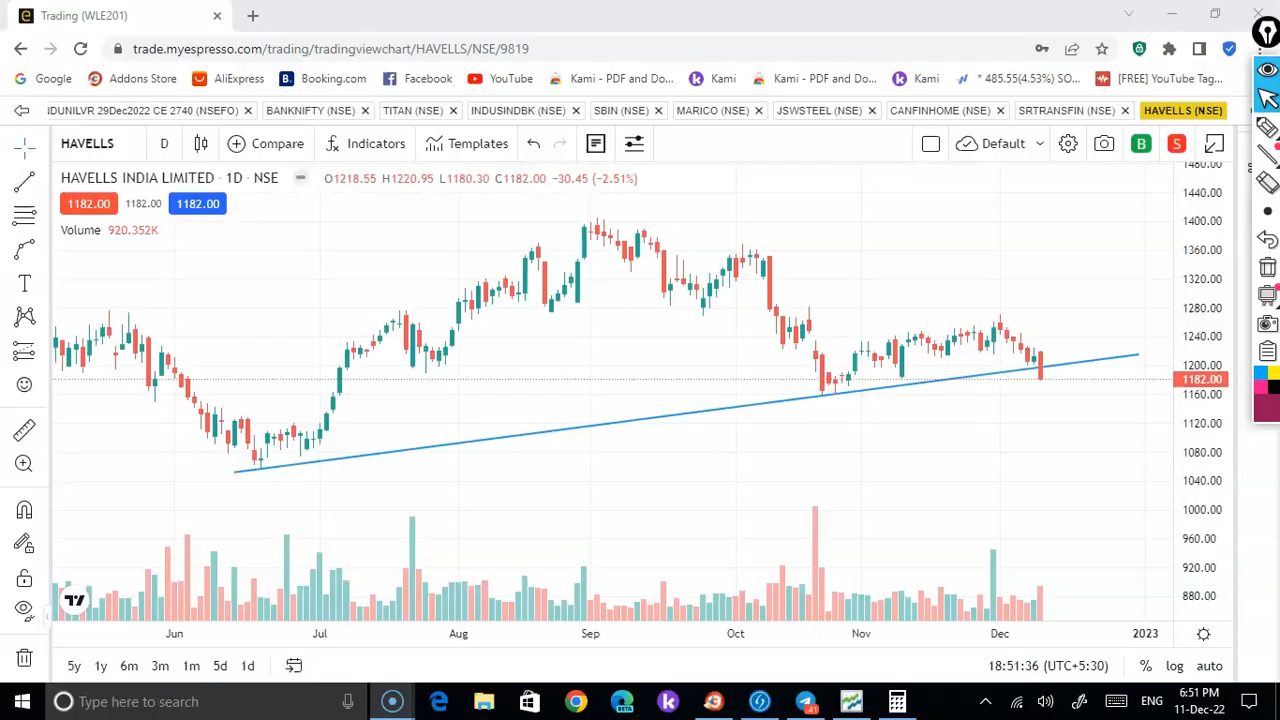 Trading (WLE201)
trade.myespresso.com/trading/tradingviewchart/HAVELLS/NSE/9819
Google Addons Store AliExpress Booking.com Facebook YouTube Kami - PDF and Do... Kami Kami - PDF and Do... Kami * 485.55(4.53%) SO... [FREE] YouTube Tag...
IDUNILVR 29Dec2022 CE 2740 (NSEFO) BANKNIFTY (NSE) TITAN (NSE) INDUSINDBK (NSE) SBIN (NSE) MARICO (NSE) JSWSTEEL (NSE) CANFINHOME (NSE) SRTRANSFIN (NSE) HAVELLS (NSE)
HAVELLS D Compare Indicators Templates Default B S
HAVELLS INDIA LIMITED · 1D · NSE O1218.55 H1220.95 L1180.30 C1182.00 −30.45 (−2.51%)
1182.00 1182.00 1182.00
Volume 920.352K
1480.00
1440.00
1400.00
1360.00
1320.00
1280.00
1240.00
1200.00
1182.00
1160.00
1120.00
1080.00
1040.00
1000.00
960.00
920.00
880.00
Jun Jul Aug Sep Oct Nov Dec 2023
5y 1y 6m 3m 1m 5d 1d 18:51:36 (UTC+5:30) % log auto
Type here to search ENG 6:51 PM
11-Dec-22